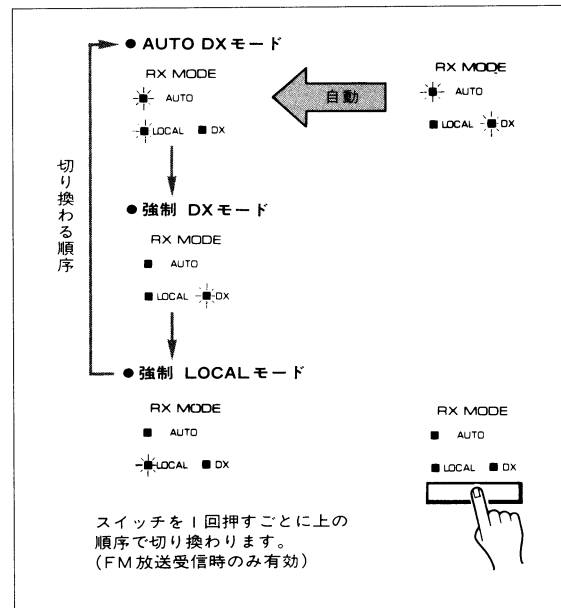 ● AUTO DXモード
RX MODE
AUTO
LOCAL DX
自動
RX MODE
AUTO
LOCAL DX
切り換わる順序
● 強制 DXモード
RX MODE
AUTO
LOCAL DX
● 強制 LOCALモード
RX MODE
AUTO
LOCAL DX
RX MODE
AUTO
LOCAL DX
スイッチを1回押すごとに上の
順序で切り換わります。
(FM放送受信時のみ有効)